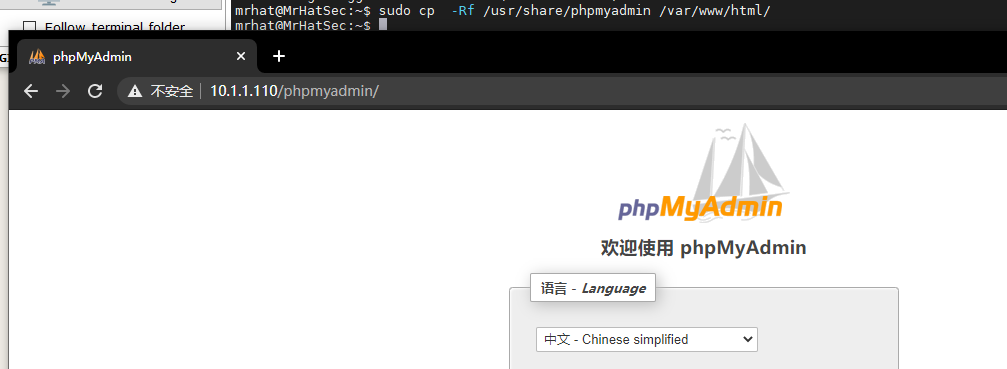 mrhat@MrHatSec:~$ sudo cp  -Rf /usr/share/phpmyadmin /var/www/html/
mrhat@MrHatSec:~$
Follow terminal folder
phpMyAdmin
不安全 | 10.1.1.110/phpmyadmin/
phpMyAdmin
欢迎使用 phpMyAdmin
语言 - Language
中文 - Chinese simplified